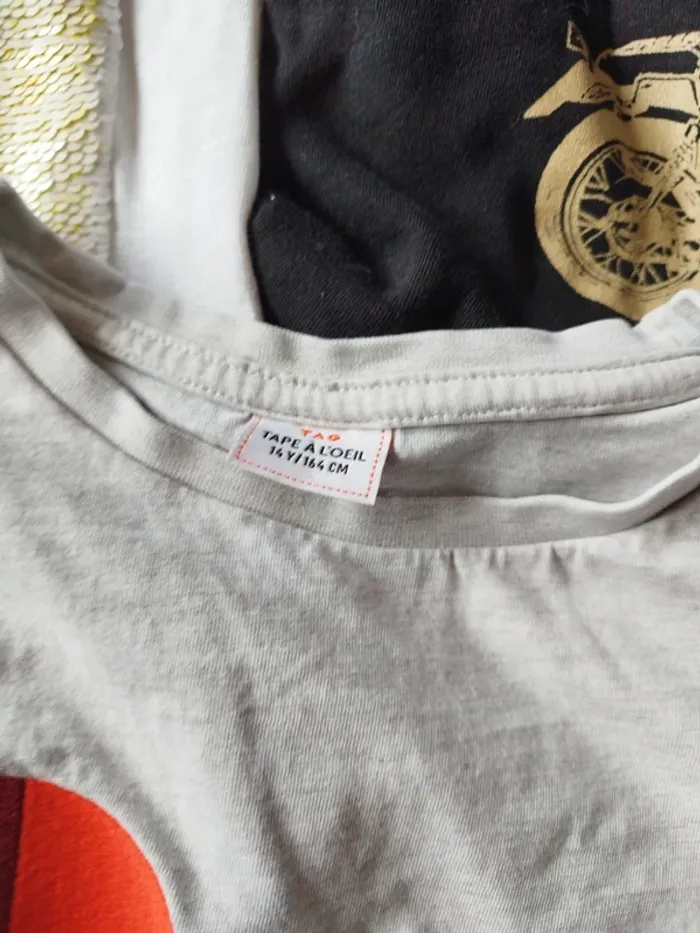 TAO
TAPE À L'OEIL
14 Y/164 CM